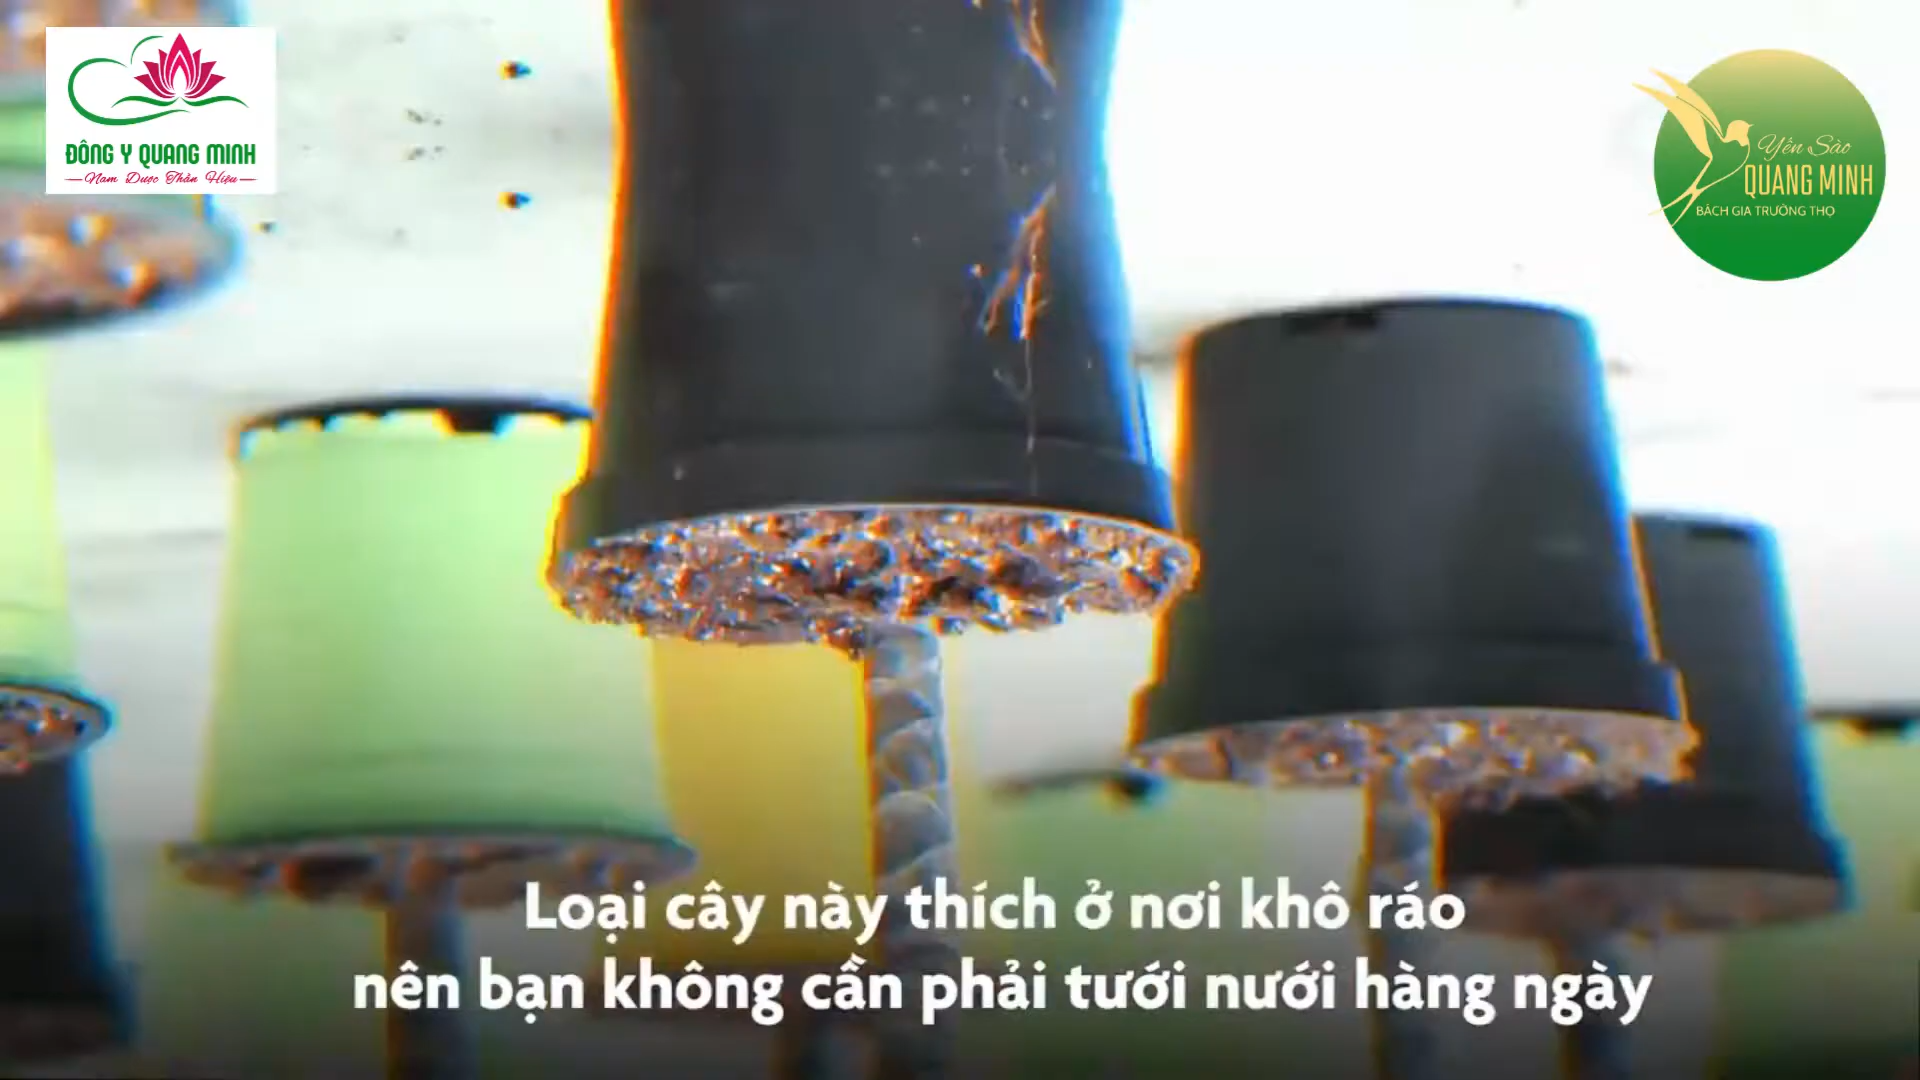 ĐÔNG Y QUANG MINH
Nam Dược Thần Hiệu
Yến Sào
QUANG MINH
BÁCH GIA TRƯỜNG THỌ
Loại cây này thích ở nơi khô ráo
nên bạn không cần phải tưới nưới hàng ngày